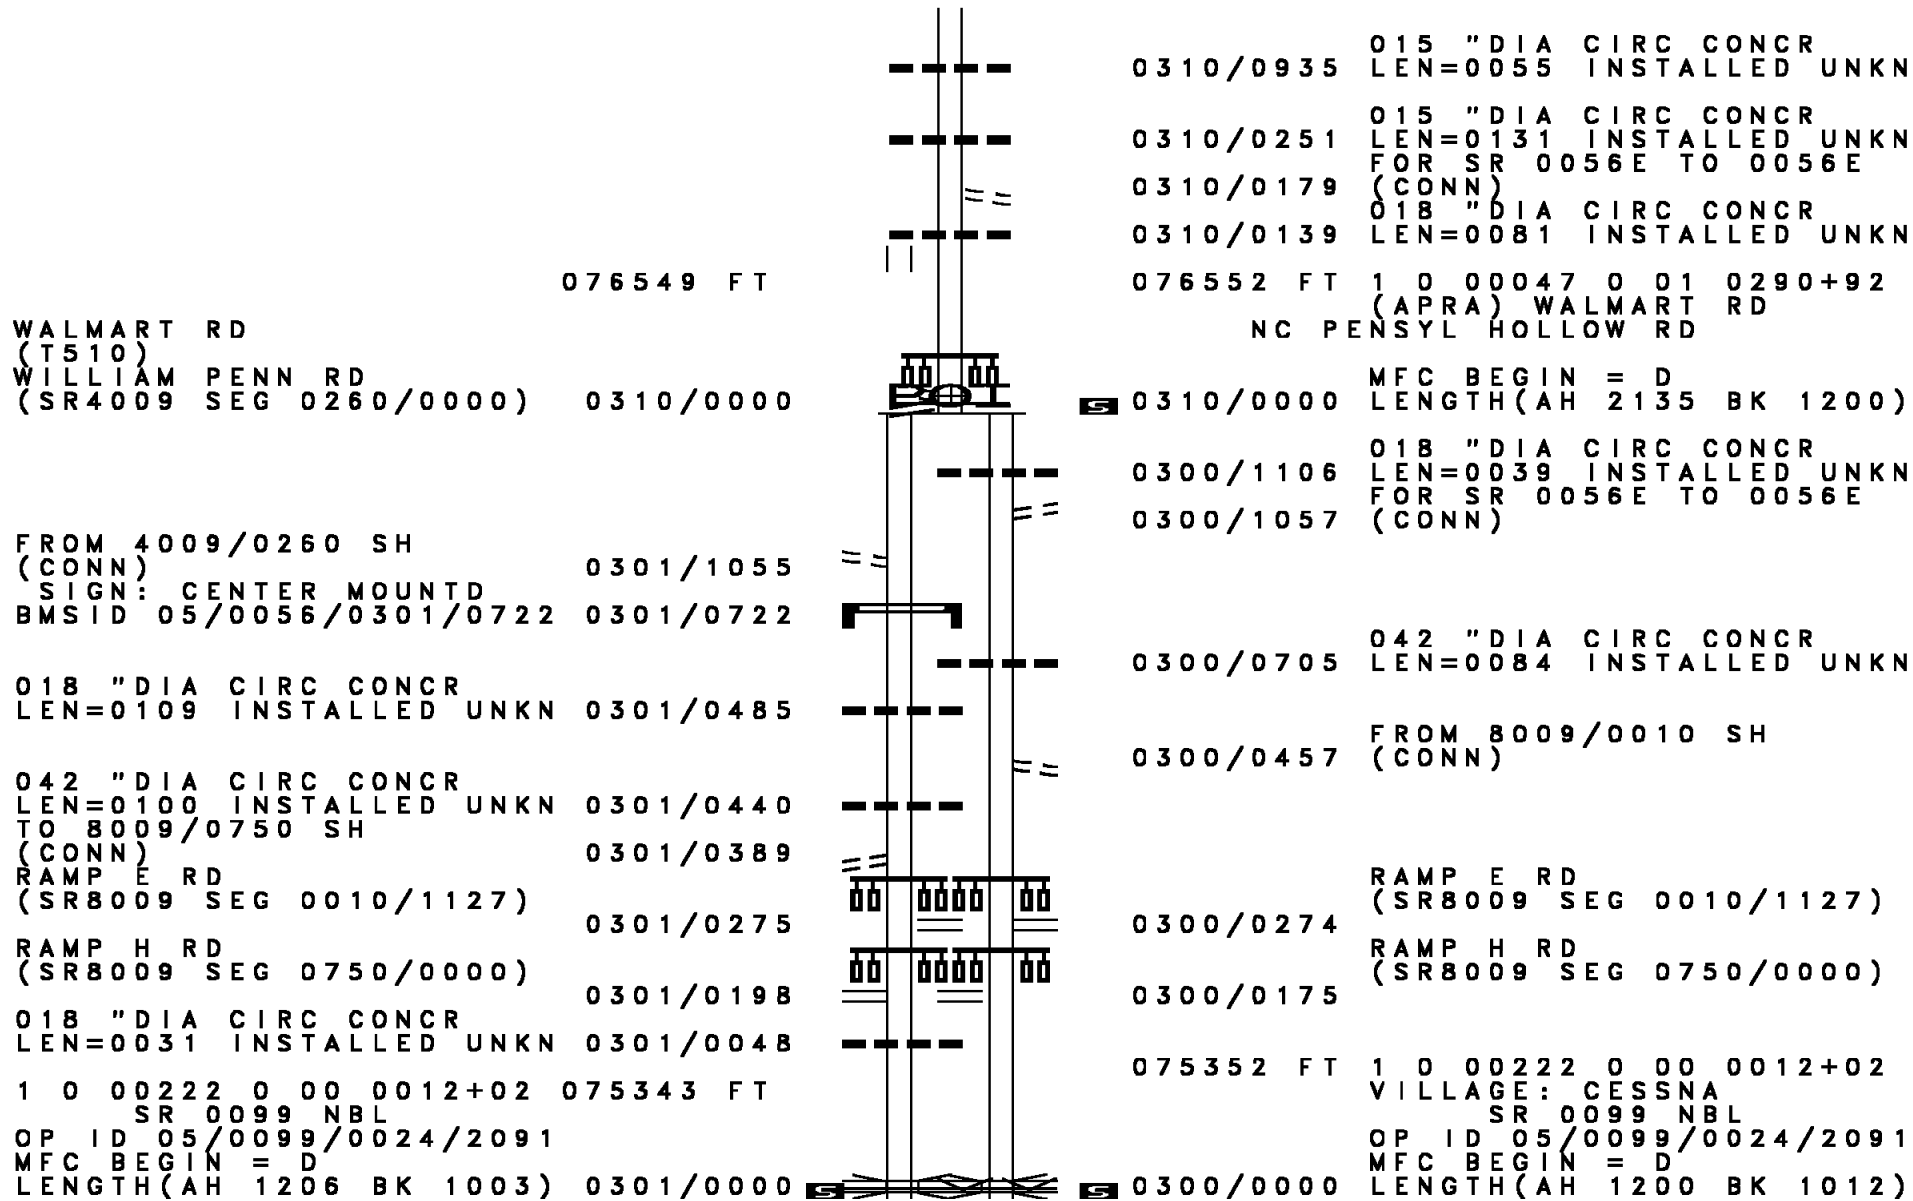 015 "DIA CIRC CONCR
0310/0935 LEN=0055 INSTALLED UNKN
015 "DIA CIRC CONCR
0310/0251 LEN=0131 INSTALLED UNKN
FOR SR 0056E TO 0056E
0310/0179 (CONN)
018 "DIA CIRC CONCR
0310/0139 LEN=0081 INSTALLED UNKN
076549 FT 076552 FT 1 0 00047 0 01 0290+92
(APRA) WALMART RD
WALMART RD NC PENSYL HOLLOW RD
(T510)
WILLIAM PENN RD MFC BEGIN = D
(SR4009 SEG 0260/0000) 0310/0000 S 0310/0000 LENGTH(AH 2135 BK 1200)
018 "DIA CIRC CONCR
0300/1106 LEN=0039 INSTALLED UNKN
FOR SR 0056E TO 0056E
0300/1057 (CONN)
FROM 4009/0260 SH
(CONN) 0301/1055
SIGN: CENTER MOUNTD
BMSID 05/0056/0301/0722 0301/0722
042 "DIA CIRC CONCR
0300/0705 LEN=0084 INSTALLED UNKN
018 "DIA CIRC CONCR
LEN=0109 INSTALLED UNKN 0301/0485
FROM 8009/0010 SH
0300/0457 (CONN)
042 "DIA CIRC CONCR
LEN=0100 INSTALLED UNKN 0301/0440
TO 8009/0750 SH
(CONN) 0301/0389
RAMP E RD RAMP E RD
(SR8009 SEG 0010/1127) (SR8009 SEG 0010/1127)
0301/0275 0300/0274
RAMP H RD RAMP H RD
(SR8009 SEG 0750/0000) (SR8009 SEG 0750/0000)
0301/0198 0300/0175
018 "DIA CIRC CONCR
LEN=0031 INSTALLED UNKN 0301/0048
075352 FT 1 0 00222 0 00 0012+02
1 0 00222 0 00 0012+02 075343 FT VILLAGE: CESSNA
SR 0099 NBL SR 0099 NBL
OP ID 05/0099/0024/2091 OP ID 05/0099/0024/2091
MFC BEGIN = D MFC BEGIN = D
LENGTH(AH 1206 BK 1003) 0301/0000 S S 0300/0000 LENGTH(AH 1200 BK 1012)